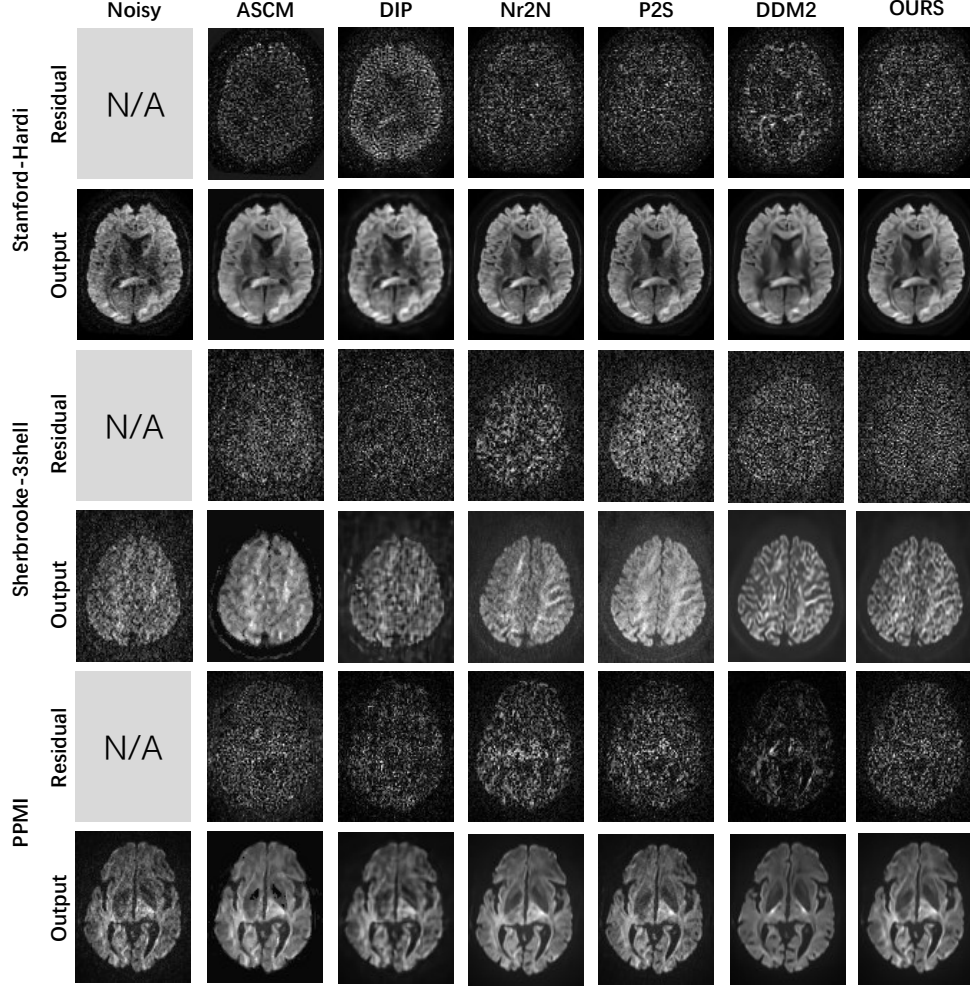 Noisy ASCM DIP Nr2N P2S DDM2 OURS
Stanford-Hardi
Residual
N/A
Output
Sherbrooke-3shell
Residual
N/A
Output
PPMI
Residual
N/A
Output